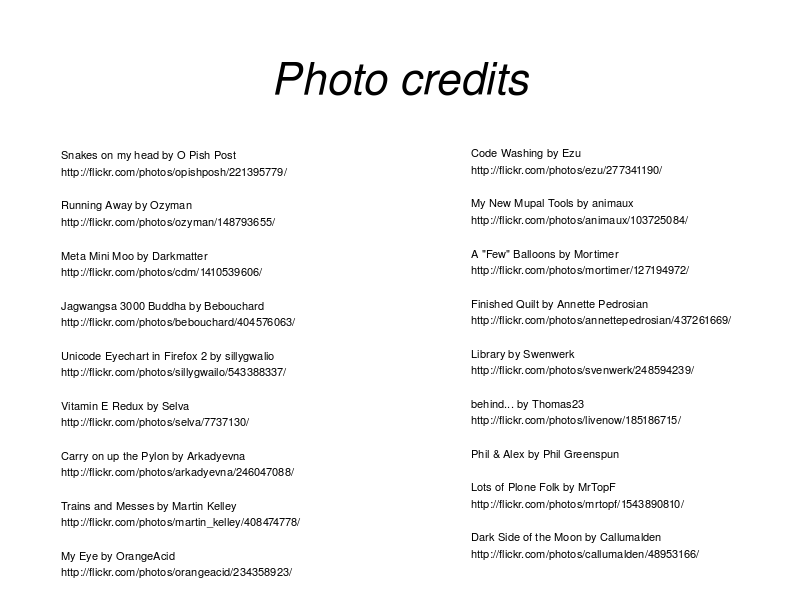 Photo credits
Snakes on my head by O Pish Post
http://flickr.com/photos/opishposh/221395779/
Running Away by Ozyman
http://flickr.com/photos/ozyman/148793655/
Meta Mini Moo by Darkmatter
http://flickr.com/photos/cdm/1410539606/
Jagwangsa 3000 Buddha by Bebouchard
http://flickr.com/photos/bebouchard/404576063/
Unicode Eyechart in Firefox 2 by sillygwalio
http://flickr.com/photos/sillygwailo/543388337/
Vitamin E Redux by Selva
http://flickr.com/photos/selva/7737130/
Carry on up the Pylon by Arkadyevna
http://flickr.com/photos/arkadyevna/246047088/
Trains and Messes by Martin Kelley
http://flickr.com/photos/martin_kelley/408474778/
My Eye by OrangeAcid
http://flickr.com/photos/orangeacid/234358923/
Code Washing by Ezu
http://flickr.com/photos/ezu/277341190/
My New Mupal Tools by animaux
http://flickr.com/photos/animaux/103725084/
A "Few" Balloons by Mortimer
http://flickr.com/photos/mortimer/127194972/
Finished Quilt by Annette Pedrosian
http://flickr.com/photos/annettepedrosian/437261669/
Library by Swenwerk
http://flickr.com/photos/svenwerk/248594239/
behind... by Thomas23
http://flickr.com/photos/livenow/185186715/
Phil & Alex by Phil Greenspun
Lots of Plone Folk by MrTopF
http://flickr.com/photos/mrtopf/1543890810/
Dark Side of the Moon by Callumalden
http://flickr.com/photos/callumalden/48953166/